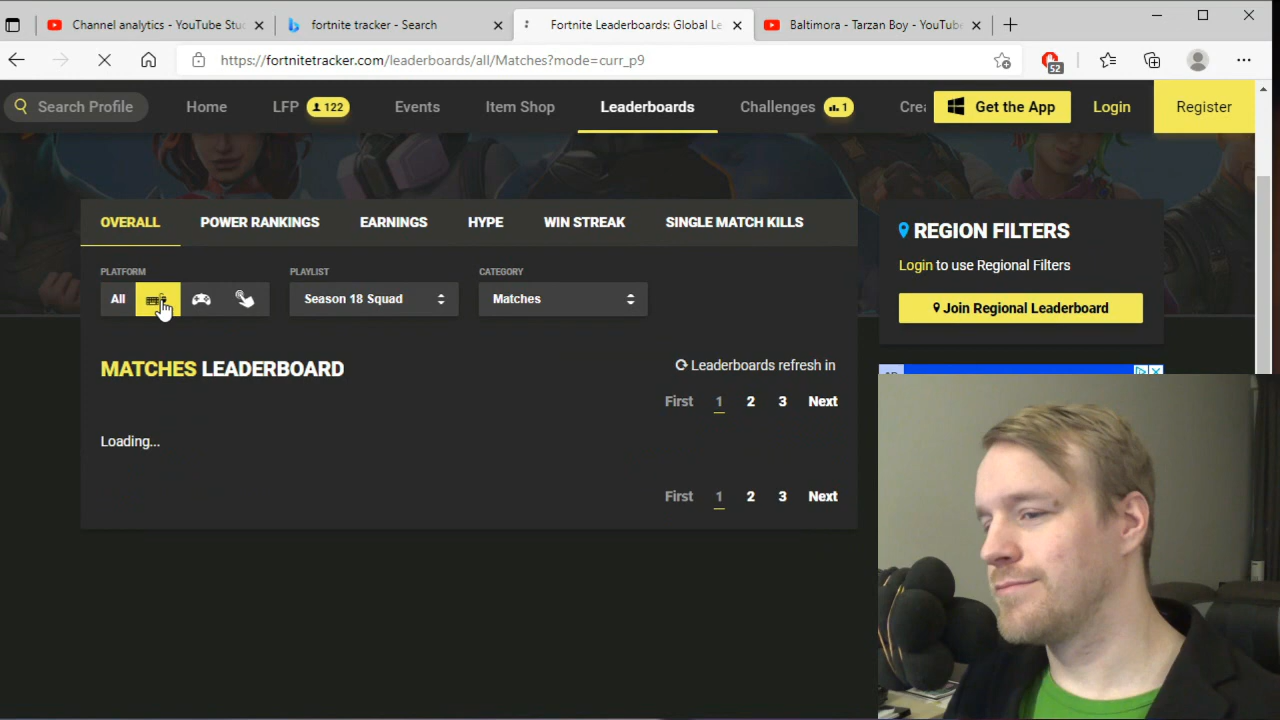 Channel analytics - YouTube Stu
fortnite tracker - Search
Fortnite Leaderboards: Global Le
Baltimora - Tarzan Boy - YouTube
https://fortnitetracker.com/leaderboards/all/Matches?mode=curr_p9
52
Search Profile
Home
LFP 122
Events
Item Shop
Leaderboards
Challenges 1
Crea
Get the App
Login
Register
OVERALL
POWER RANKINGS
EARNINGS
HYPE
WIN STREAK
SINGLE MATCH KILLS
PLATFORM
PLAYLIST
CATEGORY
All
Season 18 Squad
Matches
REGION FILTERS
Login to use Regional Filters
Join Regional Leaderboard
MATCHES LEADERBOARD
Leaderboards refresh in
First 1 2 3 Next
Loading...
First 1 2 3 Next